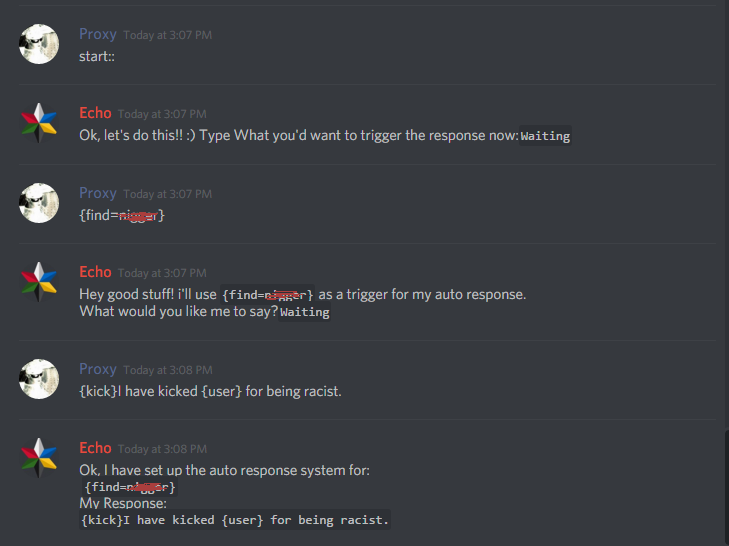 Proxy Today at 3:07 PM
start::
Echo Today at 3:07 PM
Ok, let's do this!! :) Type What you'd want to trigger the response now:Waiting
Proxy Today at 3:07 PM
{find=}
Echo Today at 3:07 PM
Hey good stuff! i'll use {find=} as a trigger for my auto response.
What would you like me to say?Waiting
Proxy Today at 3:08 PM
{kick}I have kicked {user} for being racist.
Echo Today at 3:08 PM
Ok, I have set up the auto response system for:
{find=}
My Response:
{kick}I have kicked {user} for being racist.